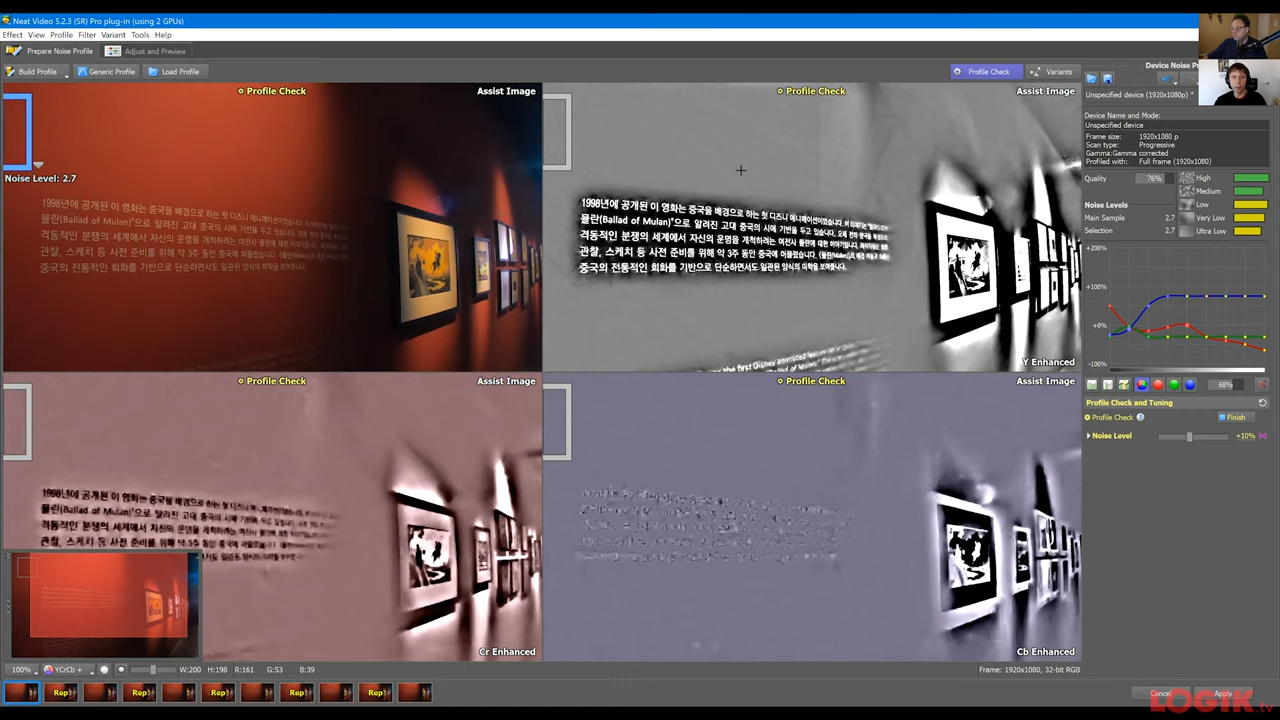 Neat Video 5.2.3 (SR) Pro plug-in (using 2 GPUs)
Effect View Profile Filter Variant Tools Help
Prepare Noise Profile Adjust and Preview
Build Profile Generic Profile Load Profile Profile Check Variants
Device Noise Pr
Unspecified device (1920x1080p) *
Device Name and Mode:
Unspecified device
Frame size: 1920x1080 p
Scan type: Progressive
Gamma:Gamma corrected
Profiled with: Full frame (1920x1080)
Quality 76% High
Medium
Noise Levels Low
Main Sample 2.7 Very Low
Selection 2.7 Ultra Low
+200%
+100%
+0%
-100%
68%
Profile Check and Tuning
Profile Check Finish
Noise Level +10%
Profile Check Assist Image
Noise Level: 2.7
Profile Check Assist Image
1998년에 공개된 이 영화는 중국을 배경으로 하는 첫 디즈니 애니메이션이었습니다.
뮬란(Ballad of Mulan)"으로 알려진 고대 중국의 시에 기반을 두고 있습니다. 오래 전의
격동적인 분쟁의 세계에서 자신의 운명을 개척하려는 여전사 뮬란에 대한 이야기입니다.
관찰, 스케치 등 사전 준비를 위해 약 3주 동안 중국에 머물렀습니다.
중국의 전통적인 회화를 기반으로 단순하면서도 일관된 양식의 미학을 보여줍니다.
the first Disney animated feature
Y Enhanced
Profile Check Assist Image
Cr Enhanced
Profile Check Assist Image
Cb Enhanced
100% YCrCb + W:200 H:198 R:161 G:53 B:39
Frame: 1920x1080, 32-bit RGB
Rep Rep Rep Rep Rep
Cancel Apply
LOGIK.tv